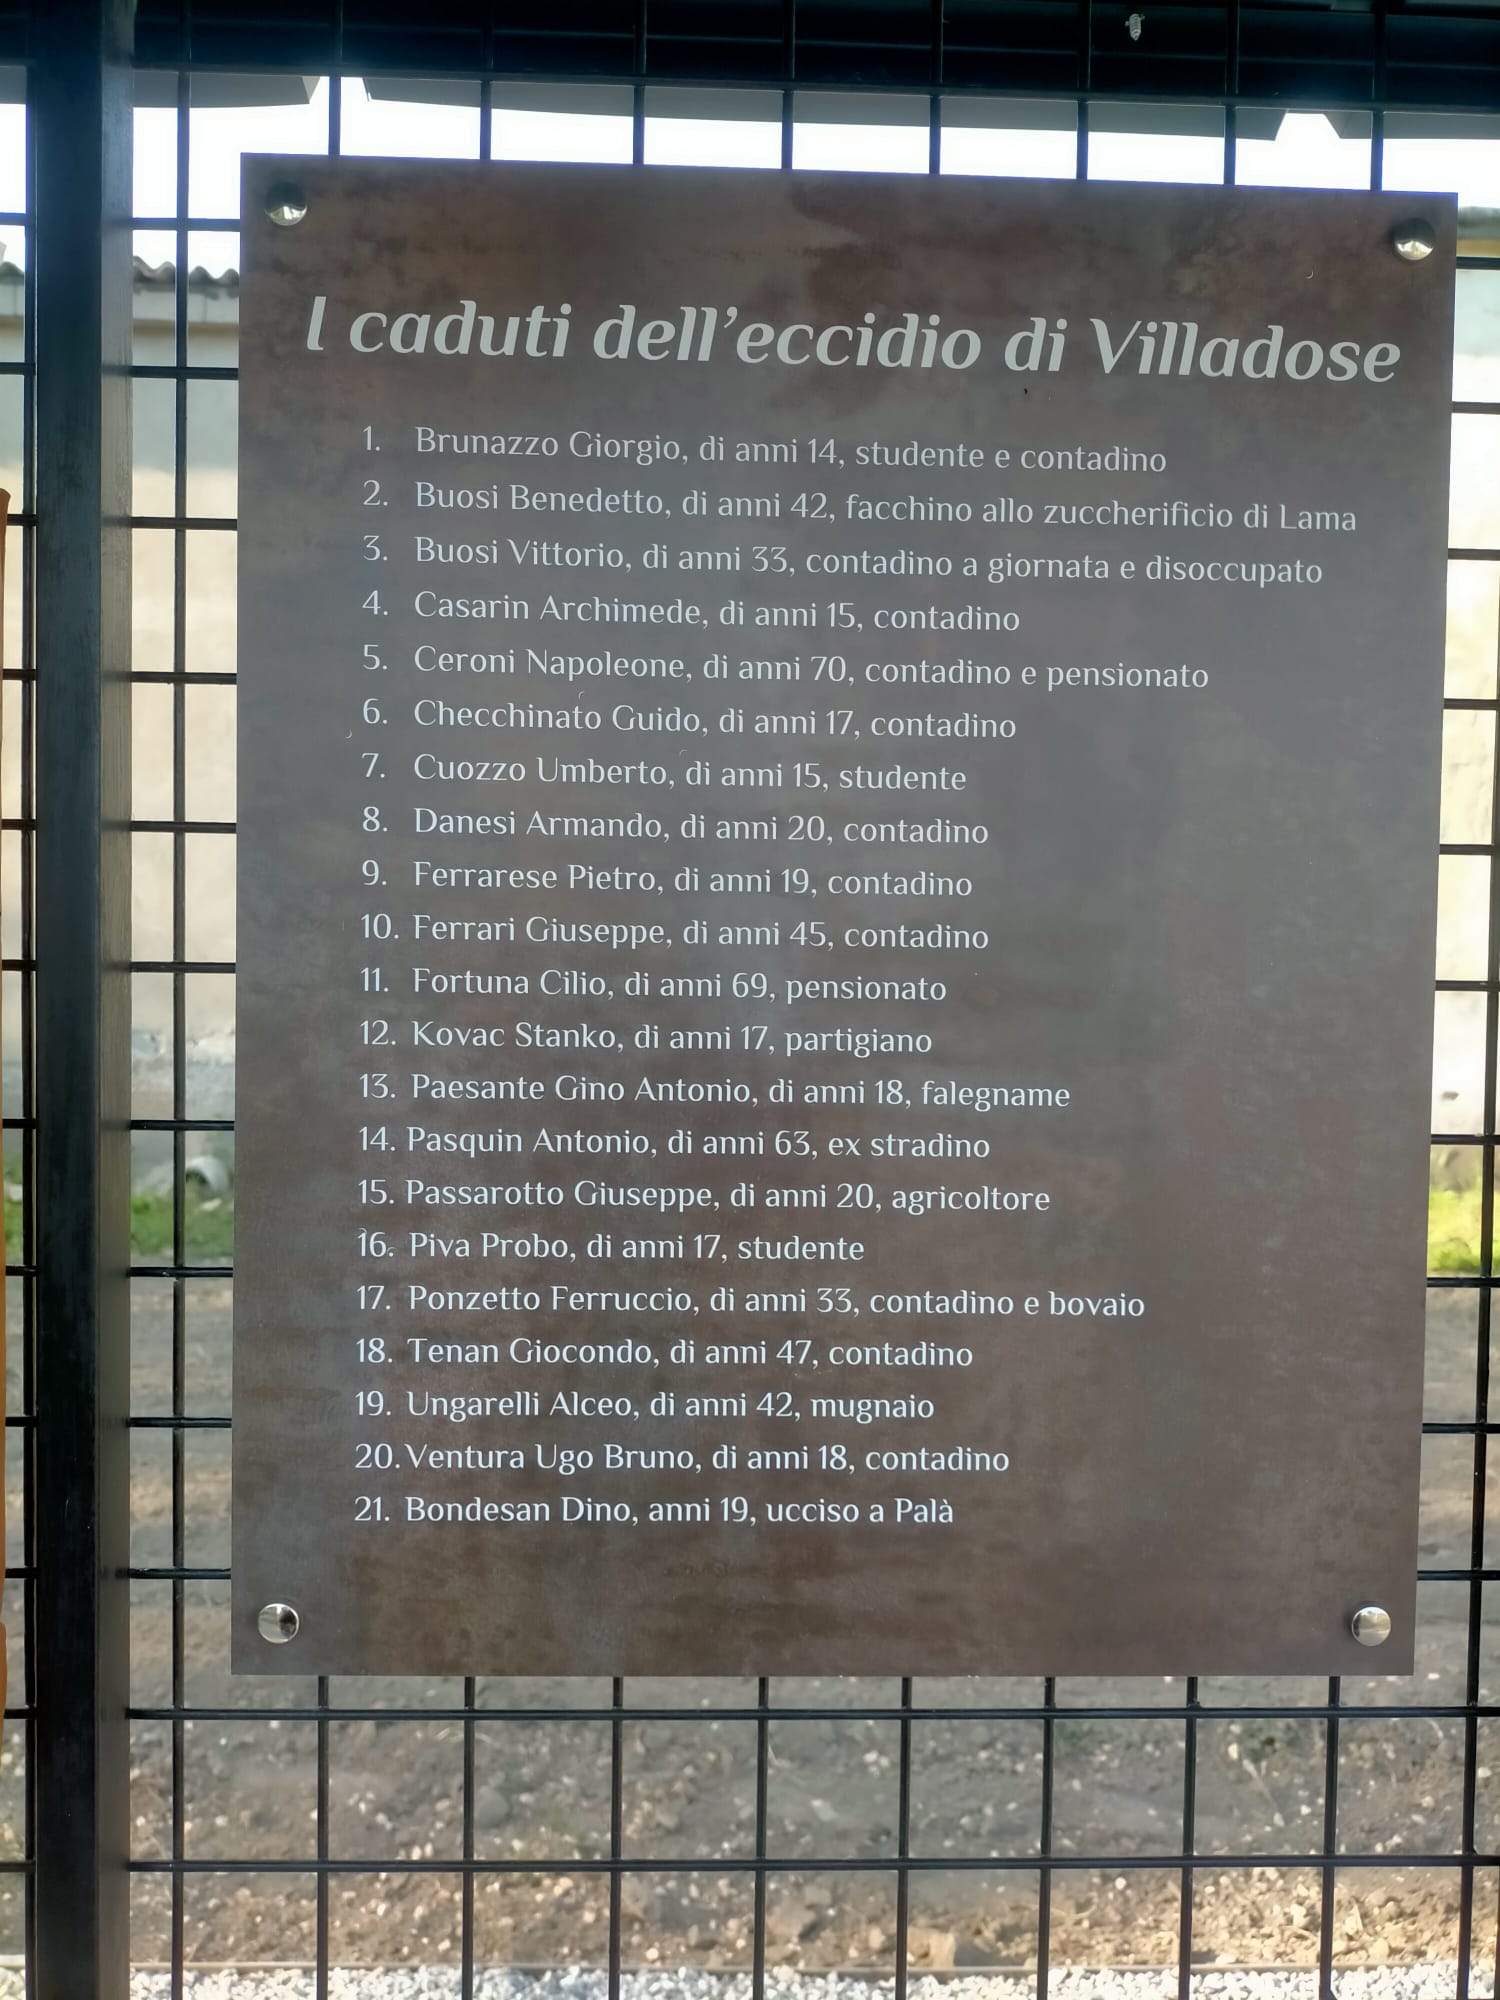 I caduti dell'eccidio di Villadose
1. Brunazzo Giorgio, di anni 14, studente e contadino
2. Buosi Benedetto, di anni 42, facchino allo zuccherificio di Lama
3. Buosi Vittorio, di anni 33, contadino a giornata e disoccupato
4. Casarin Archimede, di anni 15, contadino
5. Ceroni Napoleone, di anni 70, contadino e pensionato
6. Checchinato Guido, di anni 17, contadino
7. Cuozzo Umberto, di anni 15, studente
8. Danesi Armando, di anni 20, contadino
9. Ferrarese Pietro, di anni 19, contadino
10. Ferrari Giuseppe, di anni 45, contadino
11. Fortuna Cilio, di anni 69, pensionato
12. Kovac Stanko, di anni 17, partigiano
13. Paesante Gino Antonio, di anni 18, falegname
14. Pasquin Antonio, di anni 63, ex stradino
15. Passarotto Giuseppe, di anni 20, agricoltore
16. Piva Probo, di anni 17, studente
17. Ponzetto Ferruccio, di anni 33, contadino e bovaio
18. Tenan Giocondo, di anni 47, contadino
19. Ungarelli Alceo, di anni 42, mugnaio
20. Ventura Ugo Bruno, di anni 18, contadino
21. Bondesan Dino, anni 19, ucciso a Palà